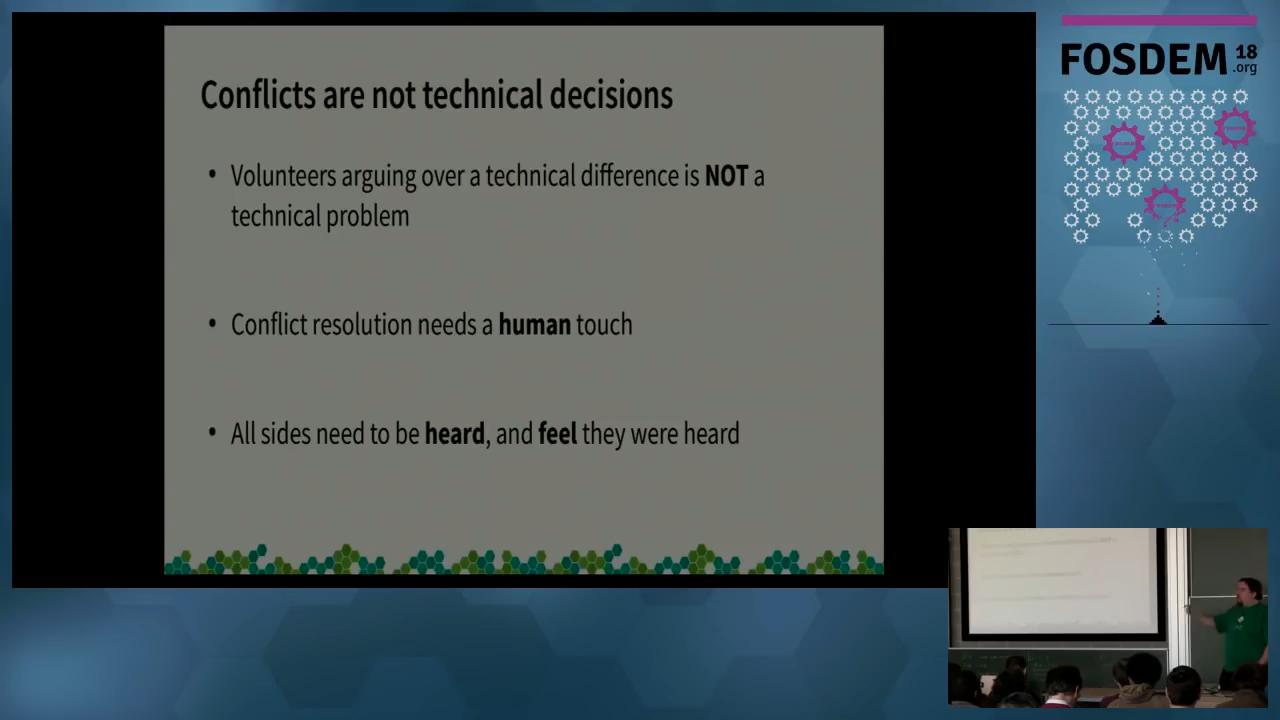 Conflicts are not technical decisions
• Volunteers arguing over a technical difference is NOT a
technical problem
• Conflict resolution needs a human touch
• All sides need to be heard, and feel they were heard
FOSDEM 18
.org